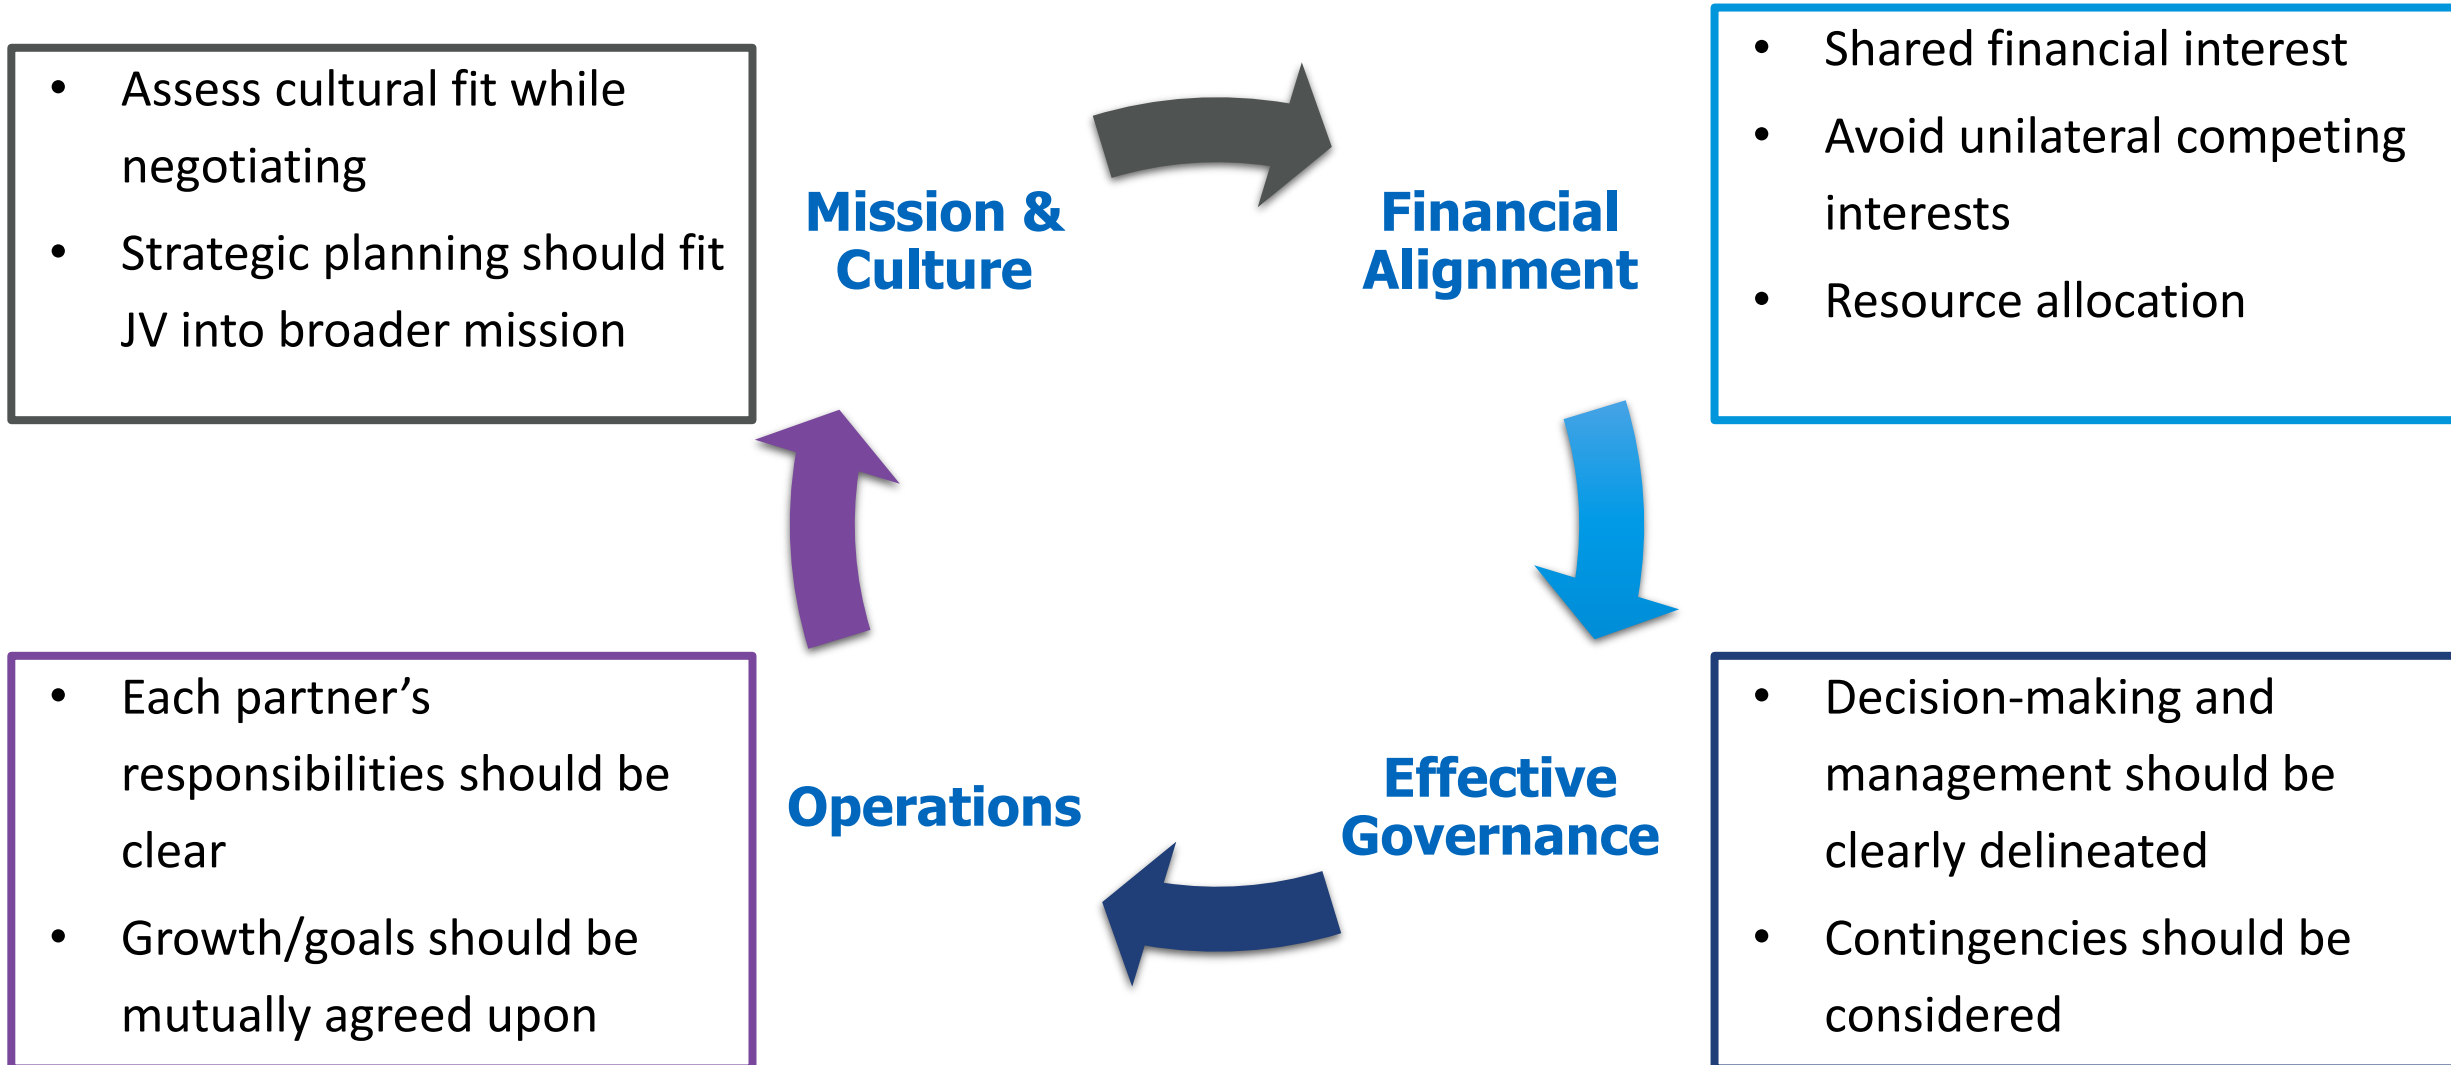 • Assess cultural fit while
negotiating
• Strategic planning should fit
JV into broader mission
Mission &
Culture
Financial
Alignment
• Shared financial interest
• Avoid unilateral competing
interests
• Resource allocation
• Each partner’s
responsibilities should be
clear
• Growth/goals should be
mutually agreed upon
Operations
Effective
Governance
• Decision-making and
management should be
clearly delineated
• Contingencies should be
considered